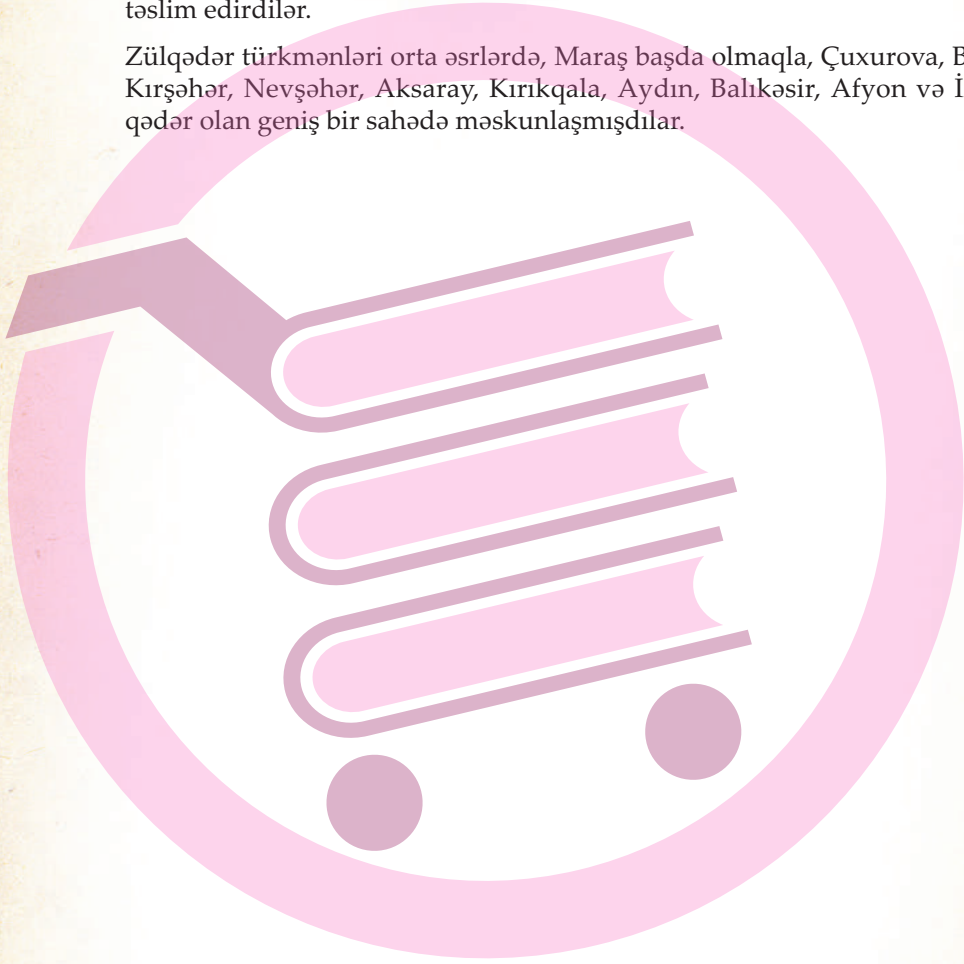 təslim edirdilər.
Zülqədər türkmənləri orta əsrlərdə, Maraş başda olmaqla, Çuxurova,
Kırşəhər, Nevşəhər, Aksaray, Kırıkqala, Aydın, Balıkəsir, Afyon və
qədər olan geniş bir sahədə məskunlaşmışdılar.